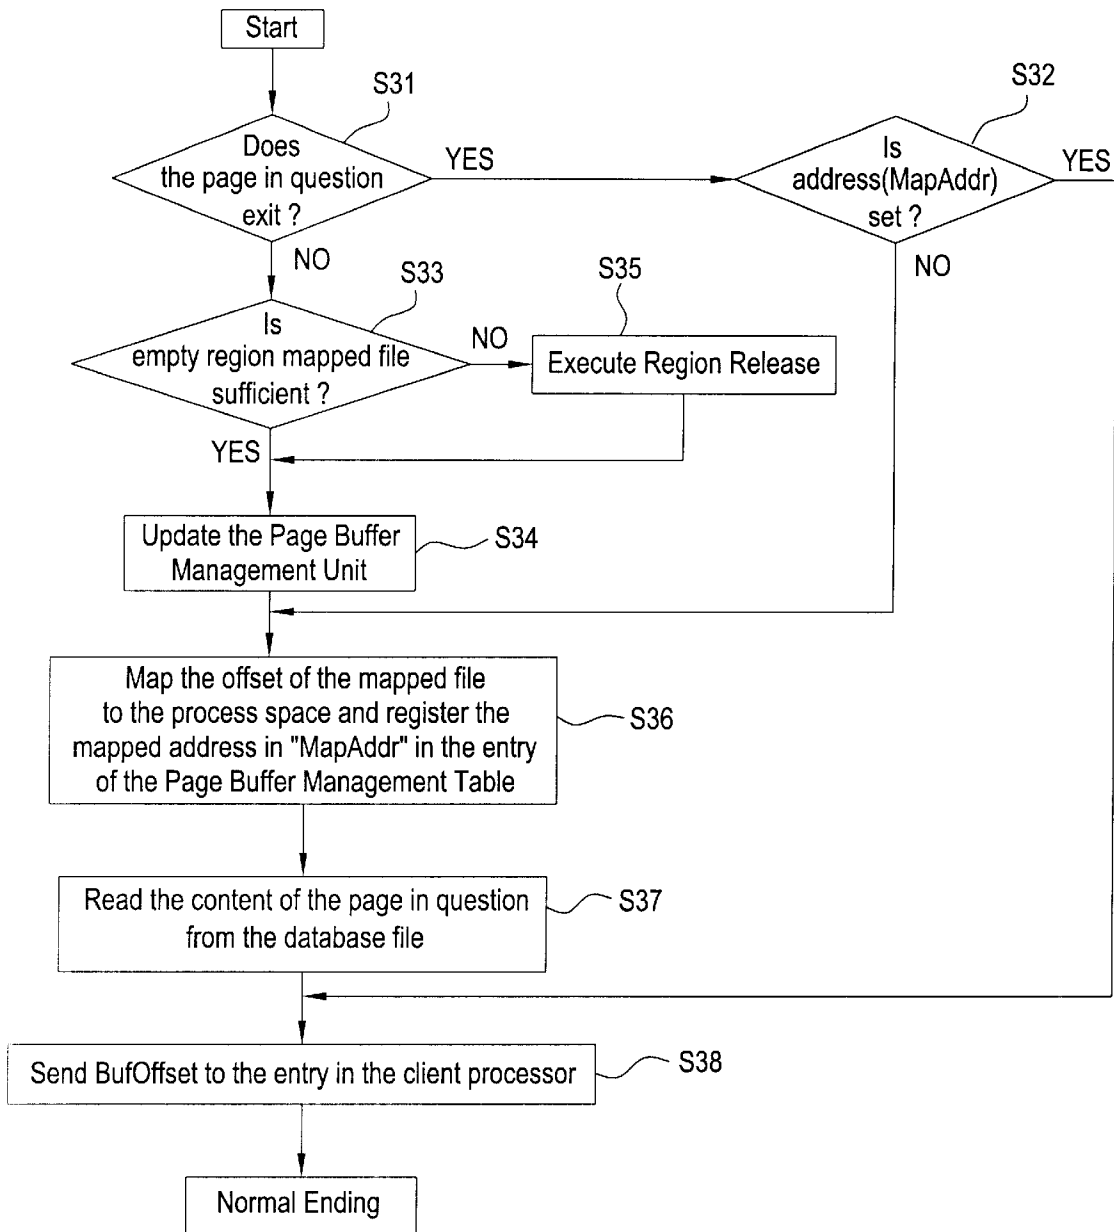 Start
S31
S32
Does
the page in question
exit ?
YES
Is
address(MapAddr)
set ?
YES
NO
NO
S33
S35
Is
empty region mapped file
sufficient ?
NO
Execute Region Release
YES
Update the Page Buffer
Management Unit
S34
Map the offset of the mapped file
to the process space and register the
mapped address in "MapAddr" in the entry
of the Page Buffer Management Table
S36
Read the content of the page in question
from the database file
S37
Send BufOffset to the entry in the client processor
S38
Normal Ending